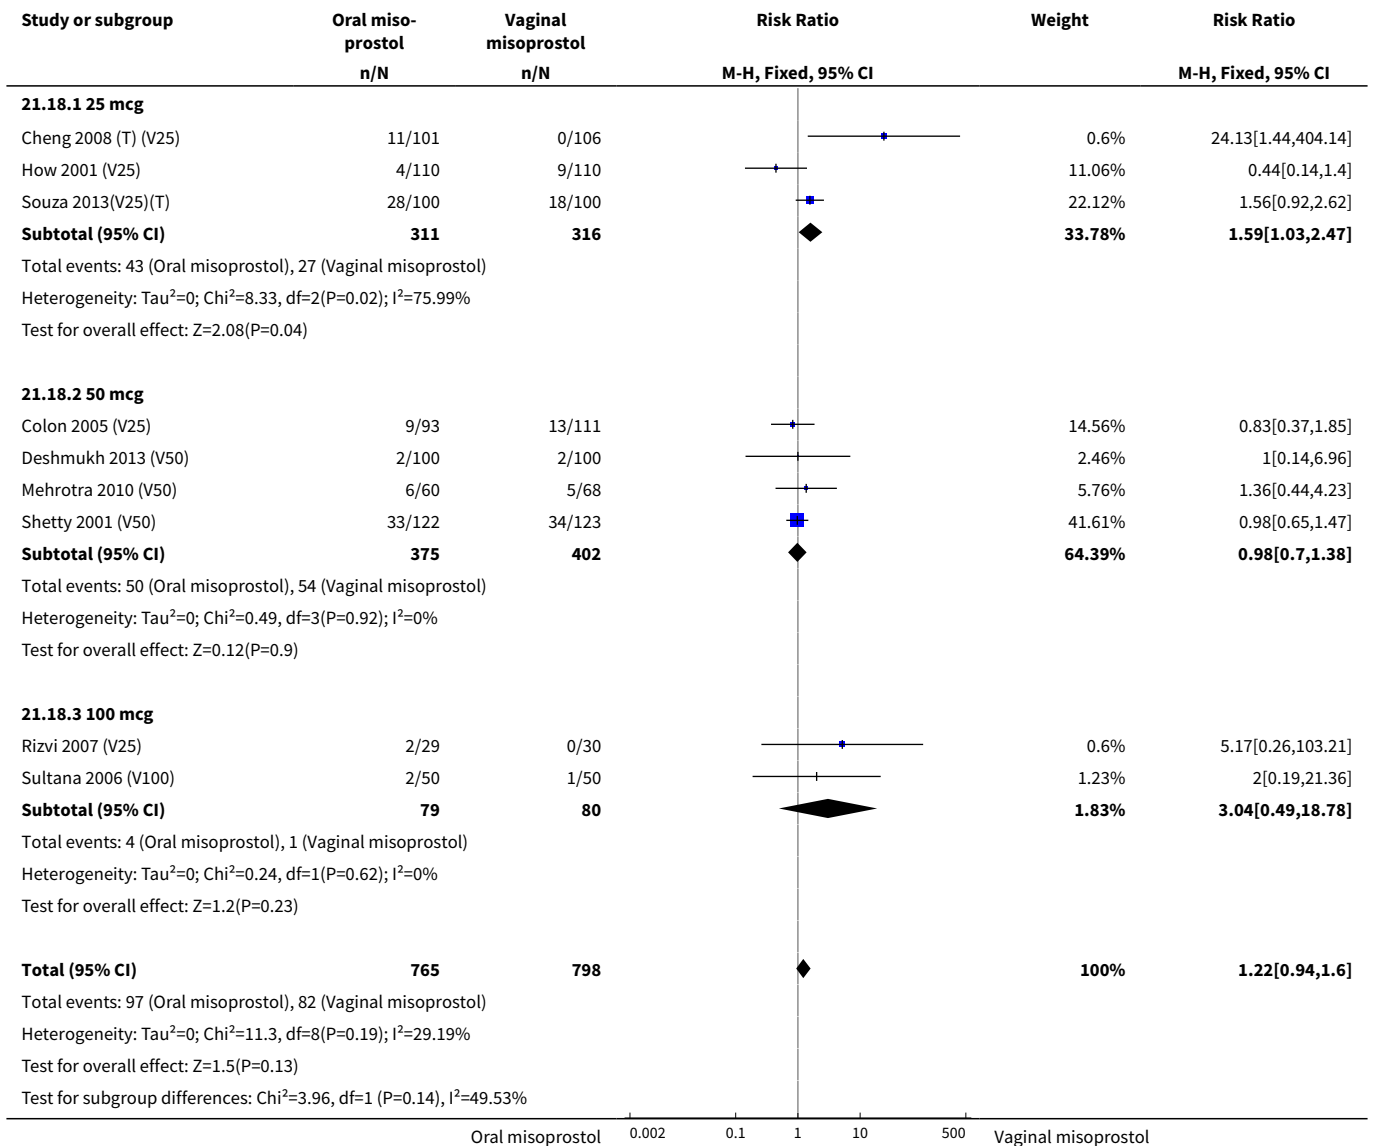 Study or subgroup Oral miso- Vaginal Risk Ratio Weight Risk Ratio
prostol misoprostol
n/N n/N M-H, Fixed, 95% CI M-H, Fixed, 95% CI
21.18.1 25 mcg
Cheng 2008 (T) (V25) 11/101 0/106 0.6% 24.13[1.44,404.14]
How 2001 (V25) 4/110 9/110 11.06% 0.44[0.14,1.4]
Souza 2013(V25)(T) 28/100 18/100 22.12% 1.56[0.92,2.62]
Subtotal (95% CI) 311 316 33.78% 1.59[1.03,2.47]
Total events: 43 (Oral misoprostol), 27 (Vaginal misoprostol)
Heterogeneity: Tau²=0; Chi²=8.33, df=2(P=0.02); I²=75.99%
Test for overall effect: Z=2.08(P=0.04)
21.18.2 50 mcg
Colon 2005 (V25) 9/93 13/111 14.56% 0.83[0.37,1.85]
Deshmukh 2013 (V50) 2/100 2/100 2.46% 1[0.14,6.96]
Mehrotra 2010 (V50) 6/60 5/68 5.76% 1.36[0.44,4.23]
Shetty 2001 (V50) 33/122 34/123 41.61% 0.98[0.65,1.47]
Subtotal (95% CI) 375 402 64.39% 0.98[0.7,1.38]
Total events: 50 (Oral misoprostol), 54 (Vaginal misoprostol)
Heterogeneity: Tau²=0; Chi²=0.49, df=3(P=0.92); I²=0%
Test for overall effect: Z=0.12(P=0.9)
21.18.3 100 mcg
Rizvi 2007 (V25) 2/29 0/30 0.6% 5.17[0.26,103.21]
Sultana 2006 (V100) 2/50 1/50 1.23% 2[0.19,21.36]
Subtotal (95% CI) 79 80 1.83% 3.04[0.49,18.78]
Total events: 4 (Oral misoprostol), 1 (Vaginal misoprostol)
Heterogeneity: Tau²=0; Chi²=0.24, df=1(P=0.62); I²=0%
Test for overall effect: Z=1.2(P=0.23)
Total (95% CI) 765 798 100% 1.22[0.94,1.6]
Total events: 97 (Oral misoprostol), 82 (Vaginal misoprostol)
Heterogeneity: Tau²=0; Chi²=11.3, df=8(P=0.19); I²=29.19%
Test for overall effect: Z=1.5(P=0.13)
Test for subgroup differences: Chi²=3.96, df=1 (P=0.14), I²=49.53%
Oral misoprostol 0.002 0.1 1 10 500 Vaginal misoprostol